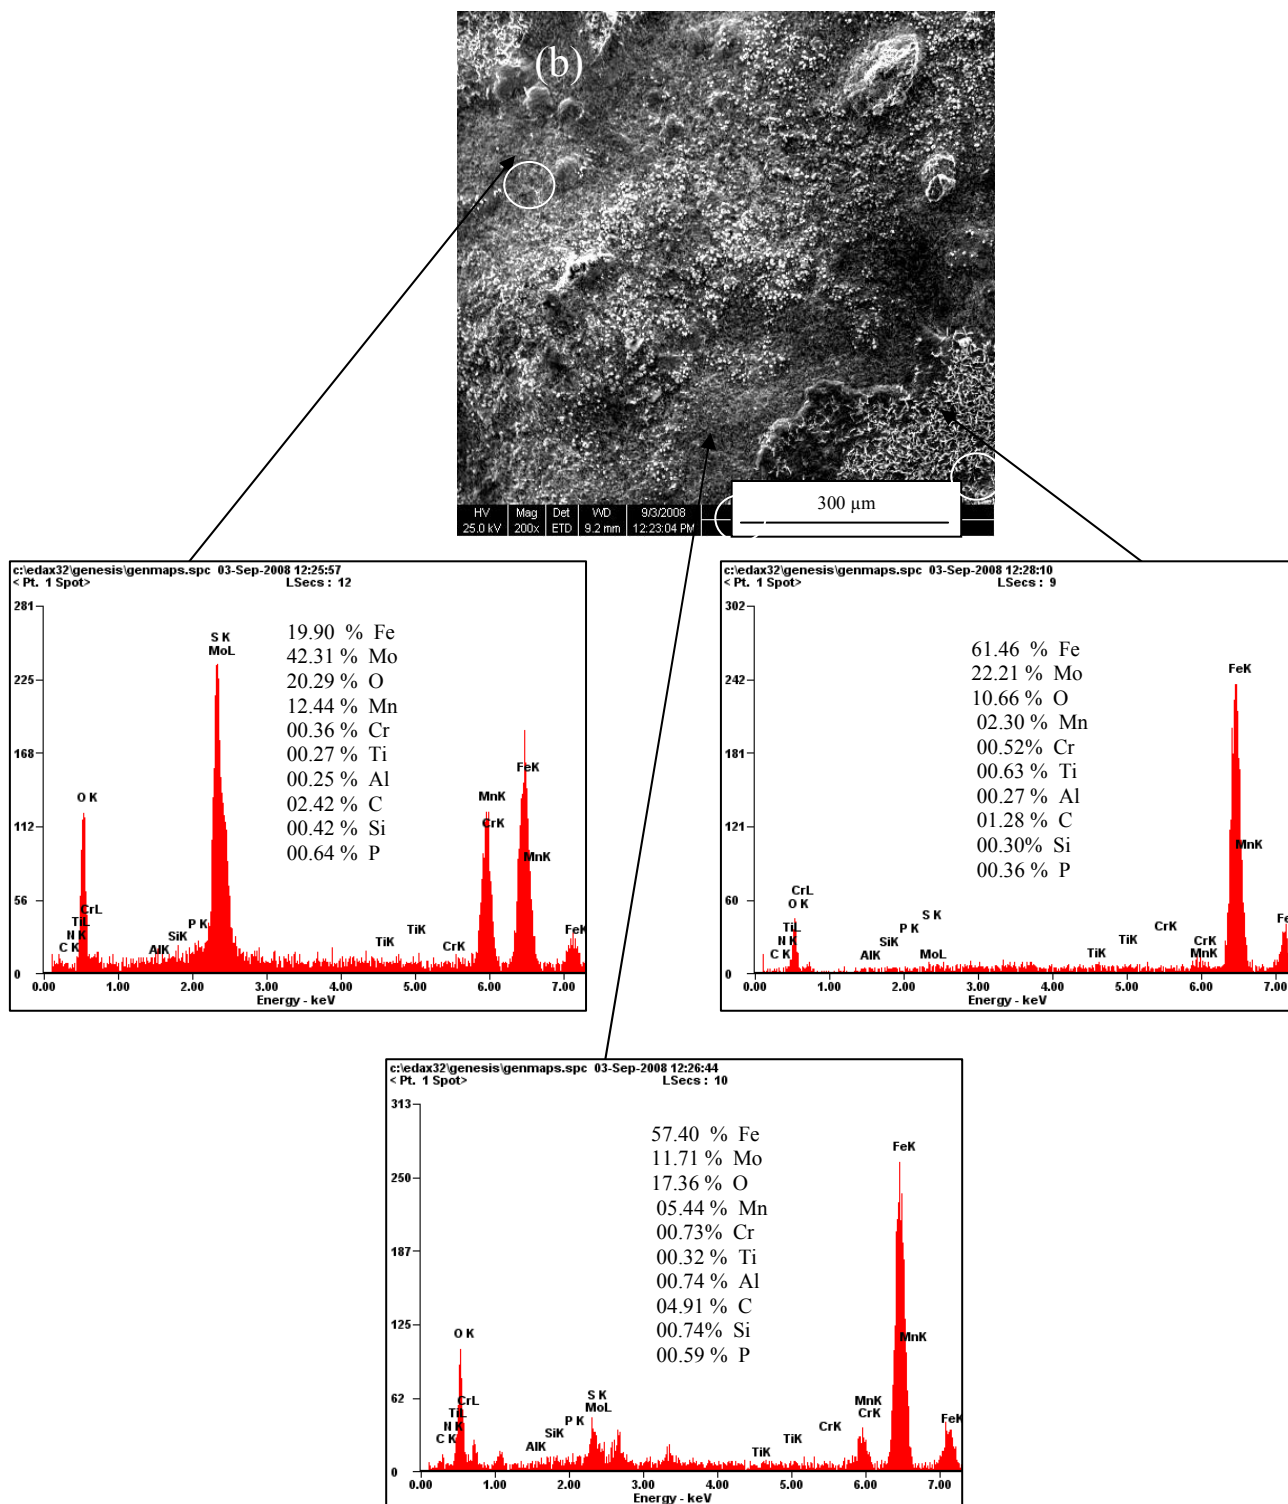 (b)
300 µm
HV Mag Det WD 9/3/2008
25.0 kV 200x ETD 9.2 mm 12:23:04 PM
c:\edax32\genesis\genmaps.spc 03-Sep-2008 12:25:57
< Pt. 1 Spot> LSecs : 12
281
225
168
112
56
0
19.90 % Fe
42.31 % Mo
20.29 % O
12.44 % Mn
00.36 % Cr
00.27 % Ti
00.25 % Al
02.42 % C
00.42 % Si
00.64 % P
S K
MoL
O K
CrL
TiL
N K
C K
AlK
SiK
P K
TiK
TiK
CrK
MnK
CrK
FeK
MnK
FeK
0.00 1.00 2.00 3.00 4.00 5.00 6.00 7.00
Energy - keV
c:\edax32\genesis\genmaps.spc 03-Sep-2008 12:28:10
< Pt. 1 Spot> LSecs : 9
302
242
181
121
60
0
61.46 % Fe
22.21 % Mo
10.66 % O
02.30 % Mn
00.52% Cr
00.63 % Ti
00.27 % Al
01.28 % C
00.30% Si
00.36 % P
FeK
MnK
CrL
O K
TiL
N K
C K
AlK
SiK
P K
S K
MoL
TiK
TiK
CrK
CrK
MnK
Fe
0.00 1.00 2.00 3.00 4.00 5.00 6.00 7.00
Energy - keV
c:\edax32\genesis\genmaps.spc 03-Sep-2008 12:26:44
< Pt. 1 Spot> LSecs : 10
313
250
187
125
62
0
57.40 % Fe
11.71 % Mo
17.36 % O
05.44 % Mn
00.73% Cr
00.32 % Ti
00.74 % Al
04.91 % C
00.74% Si
00.59 % P
FeK
MnK
O K
CrL
TiL
N K
C K
AlK
SiK
P K
S K
MoL
TiK
TiK
CrK
MnK
CrK
FeK
0.00 1.00 2.00 3.00 4.00 5.00 6.00 7.00
Energy - keV